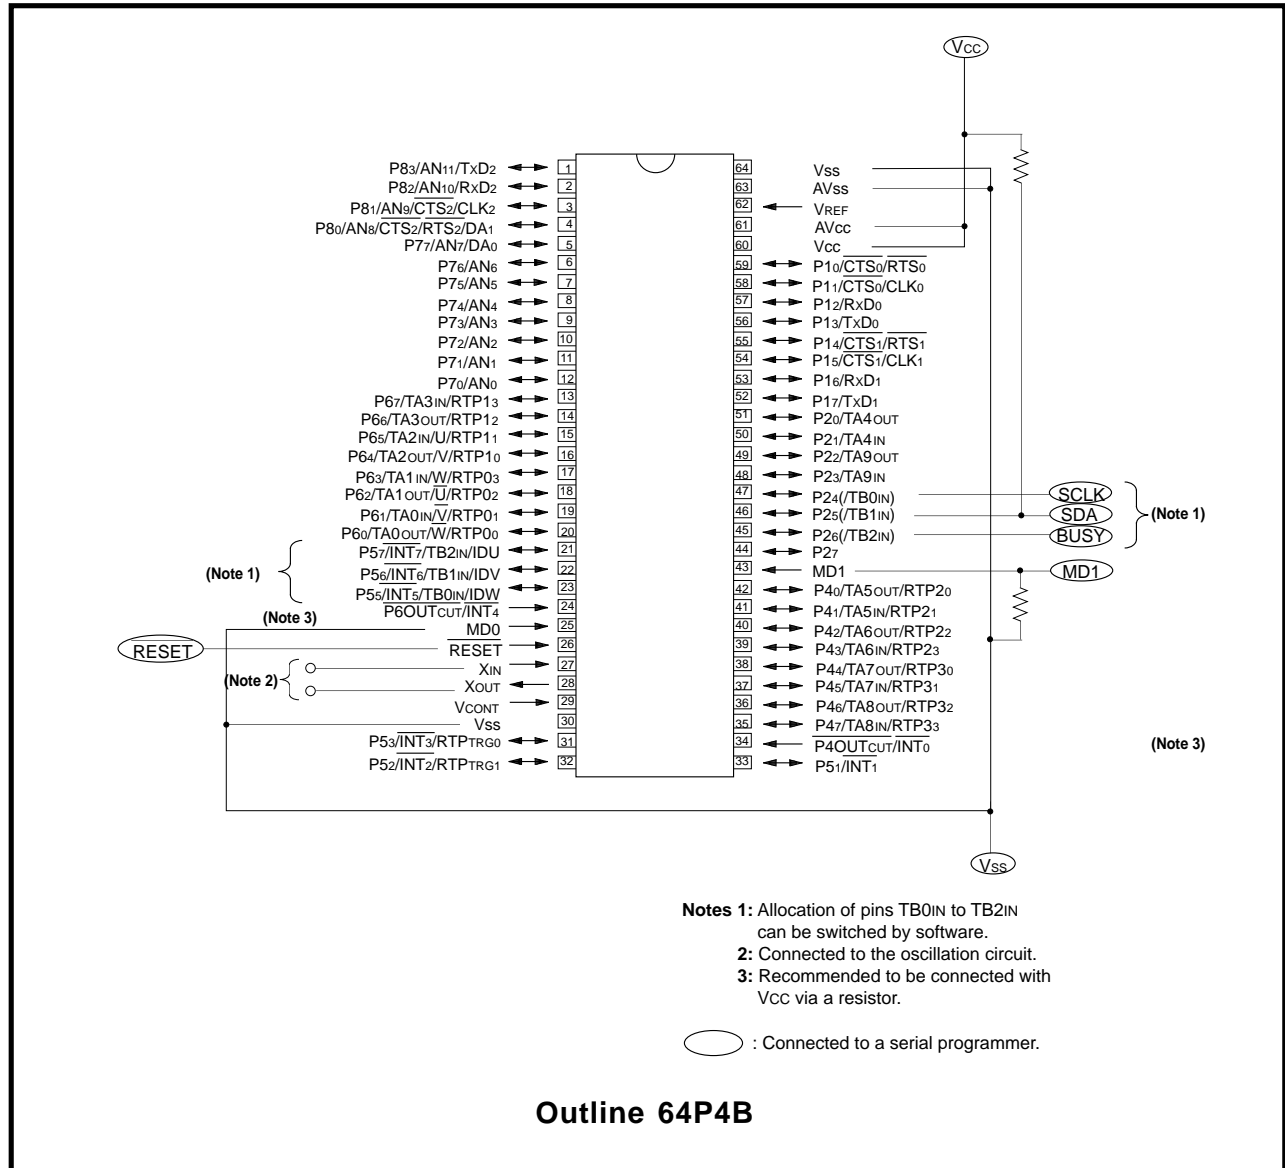 Vcc
P83/AN11/TxD2 1
P82/AN10/RxD2 2
P81/AN9/CTS2/CLK2 3
P80/AN8/CTS2/RTS2/DA1 4
P77/AN7/DA0 5
P76/AN6 6
P75/AN5 7
P74/AN4 8
P73/AN3 9
P72/AN2 10
P71/AN1 11
P70/AN0 12
P67/TA3IN/RTP13 13
P66/TA3OUT/RTP12 14
P65/TA2IN/U/RTP11 15
P64/TA2OUT/V/RTP10 16
P63/TA1IN/W/RTP03 17
P62/TA1OUT/U/RTP02 18
P61/TA0IN/V/RTP01 19
P60/TA0OUT/W/RTP00 20
P57/INT7/TB2IN/IDU 21
(Note 1) P56/INT6/TB1IN/IDV 22
P55/INT5/TB0IN/IDW 23
P6OUTCUT/INT4 24
(Note 3)
MD0 25
RESET RESET 26
XIN 27
(Note 2) XOUT 28
VCONT 29
Vss 30
P53/INT3/RTPTRG0 31
P52/INT2/RTPTRG1 32
64 Vss
63 AVss
62 VREF
61 AVcc
60 Vcc
59 P10/CTS0/RTS0
58 P11/CTS0/CLK0
57 P12/RxD0
56 P13/TxD0
55 P14/CTS1/RTS1
54 P15/CTS1/CLK1
53 P16/RxD1
52 P17/TxD1
51 P20/TA4OUT
50 P21/TA4IN
49 P22/TA9OUT
48 P23/TA9IN
47 P24(/TB0IN) SCLK
46 P25(/TB1IN) SDA (Note 1)
45 P26(/TB2IN) BUSY
44 P27
43 MD1 MD1
42 P40/TA5OUT/RTP20
41 P41/TA5IN/RTP21
40 P42/TA6OUT/RTP22
39 P43/TA6IN/RTP23
38 P44/TA7OUT/RTP30
37 P45/TA7IN/RTP31
36 P46/TA8OUT/RTP32
35 P47/TA8IN/RTP33
34 P4OUTCUT/INT0 (Note 3)
33 P51/INT1
Vss
Notes 1: Allocation of pins TB0IN to TB2IN
can be switched by software.
2: Connected to the oscillation circuit.
3: Recommended to be connected with
VCC via a resistor.
: Connected to a serial programmer.
Outline 64P4B